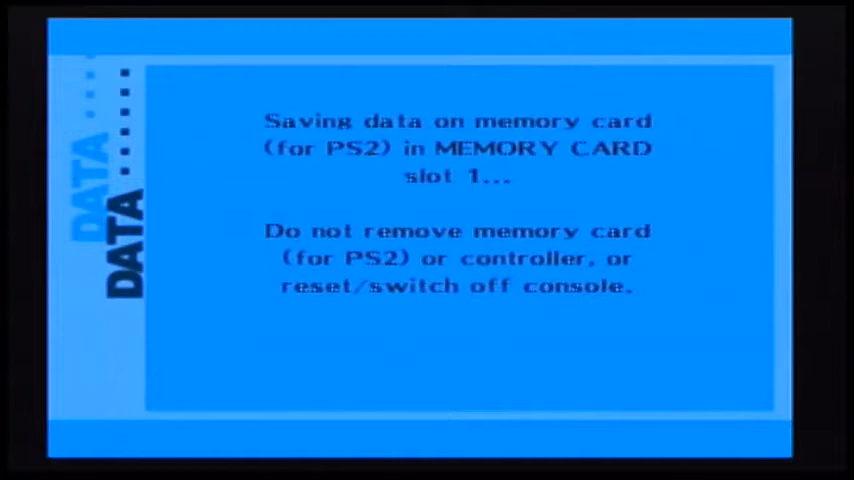 DATA
DATA
Saving data on memory card
(for PS2) in MEMORY CARD
slot 1...
Do not remove memory card
(for PS2) or controller, or
reset/switch off console.